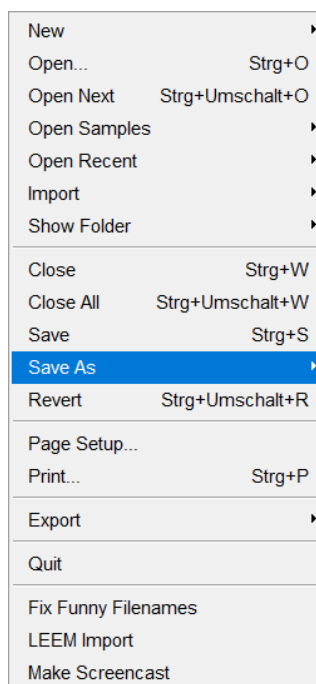 New
Open... Strg+O
Open Next Strg+Umschalt+O
Open Samples
Open Recent
Import
Show Folder
Close Strg+W
Close All Strg+Umschalt+W
Save Strg+S
Save As
Revert Strg+Umschalt+R
Page Setup...
Print... Strg+P
Export
Quit
Fix Funny Filenames
LEEM Import
Make Screencast